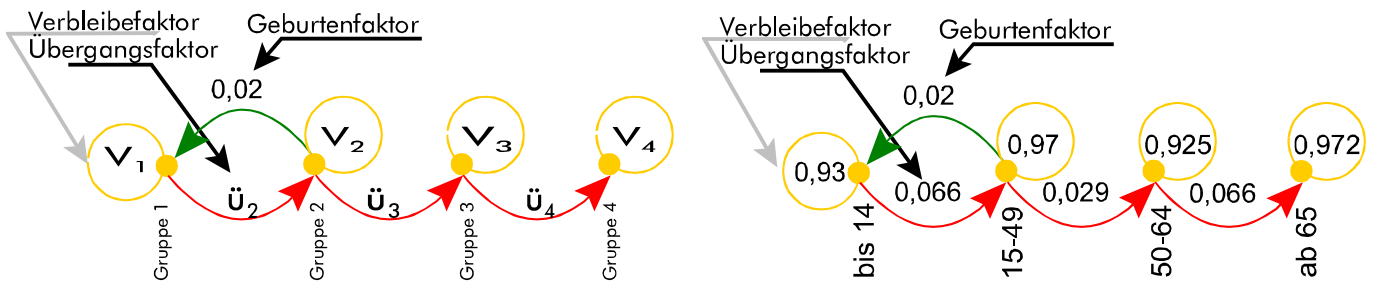 Verbleibefaktor
Übergangsfaktor
Geburtenfaktor
0,02
V1
V2
V3
V4
Ü2
Ü3
Ü4
Gruppe 1
Gruppe 2
Gruppe 3
Gruppe 4
Verbleibefaktor
Übergangsfaktor
Geburtenfaktor
0,02
0,93
0,97
0,925
0,972
0,066
0,029
0,066
bis 14
15-49
50-64
ab 65